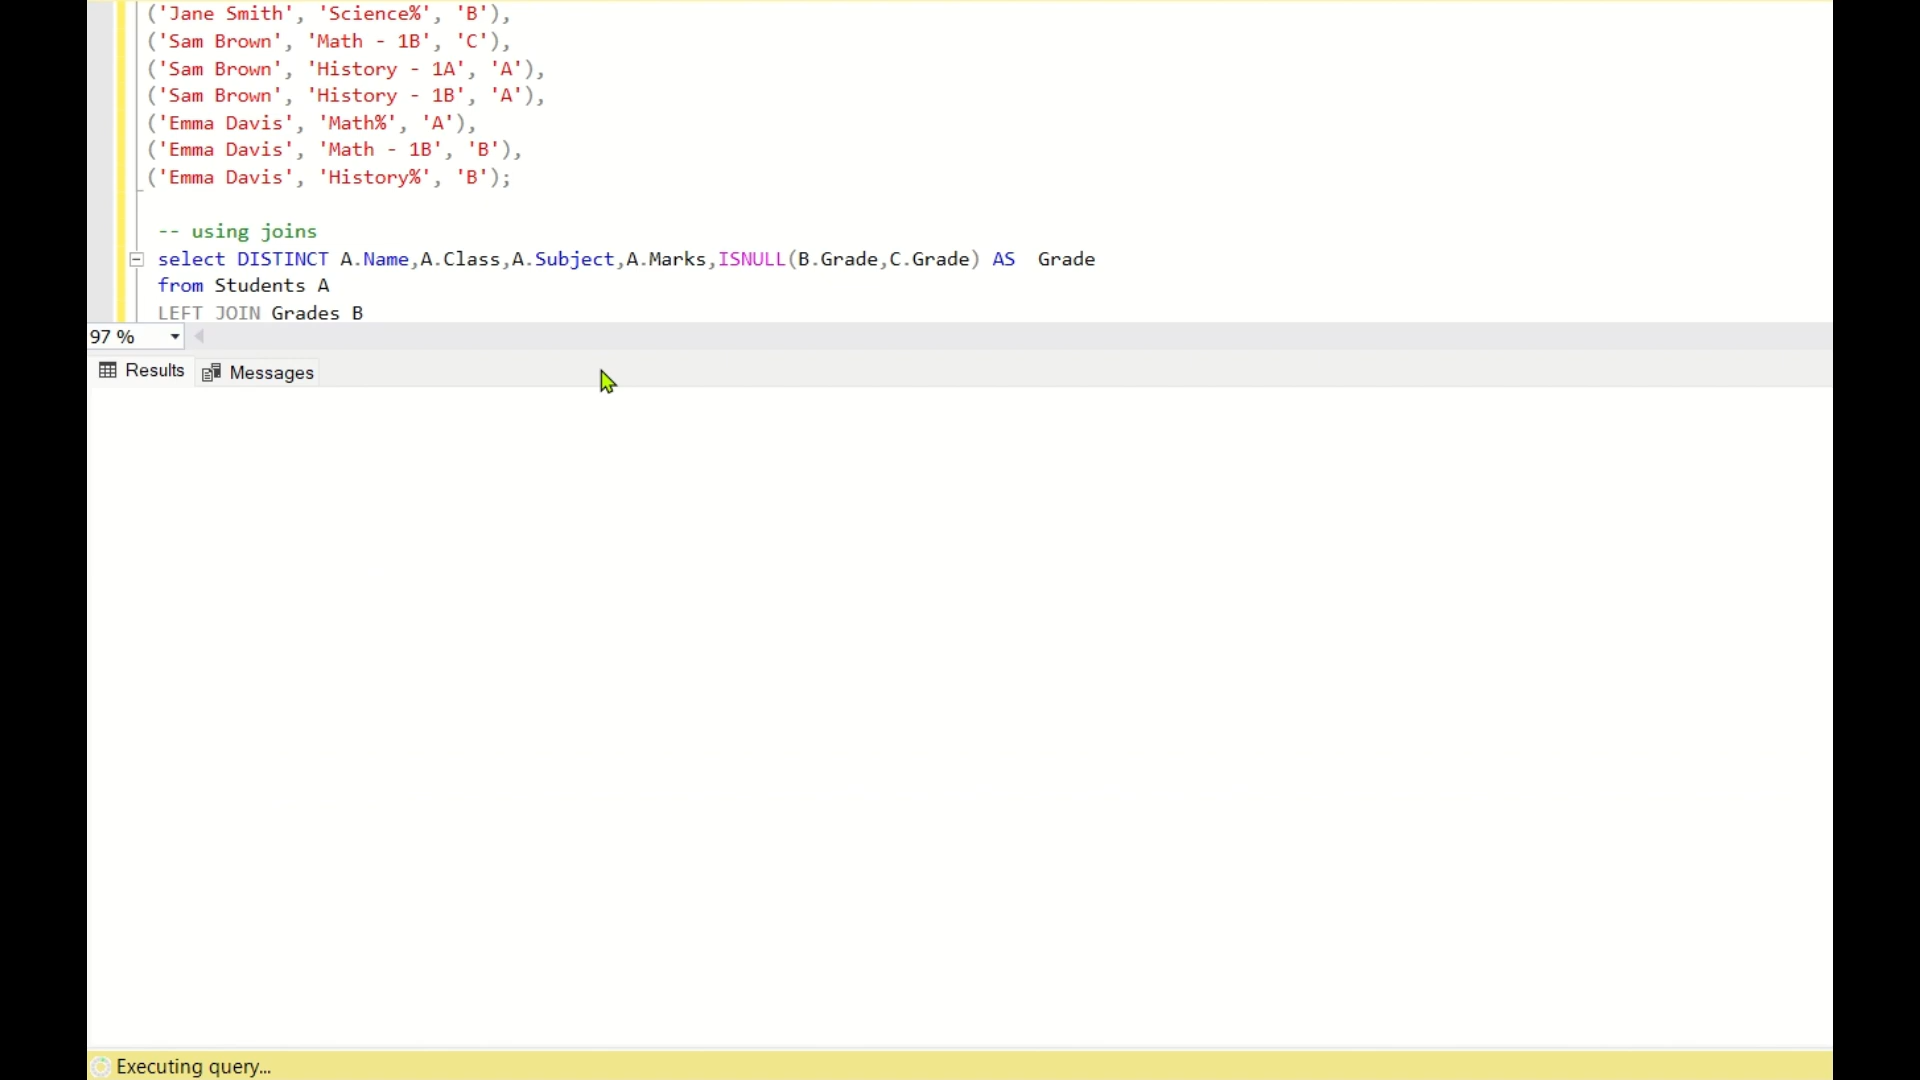 ('Jane Smith', 'Science%', 'B'),
('Sam Brown', 'Math - 1B', 'C'),
('Sam Brown', 'History - 1A', 'A'),
('Sam Brown', 'History - 1B', 'A'),
('Emma Davis', 'Math%', 'A'),
('Emma Davis', 'Math - 1B', 'B'),
('Emma Davis', 'History%', 'B');
-- using joins
select DISTINCT A.Name,A.Class,A.Subject,A.Marks,ISNULL(B.Grade,C.Grade) AS  Grade
from Students A
LEFT JOIN Grades B
97 %
Results Messages
Executing query...